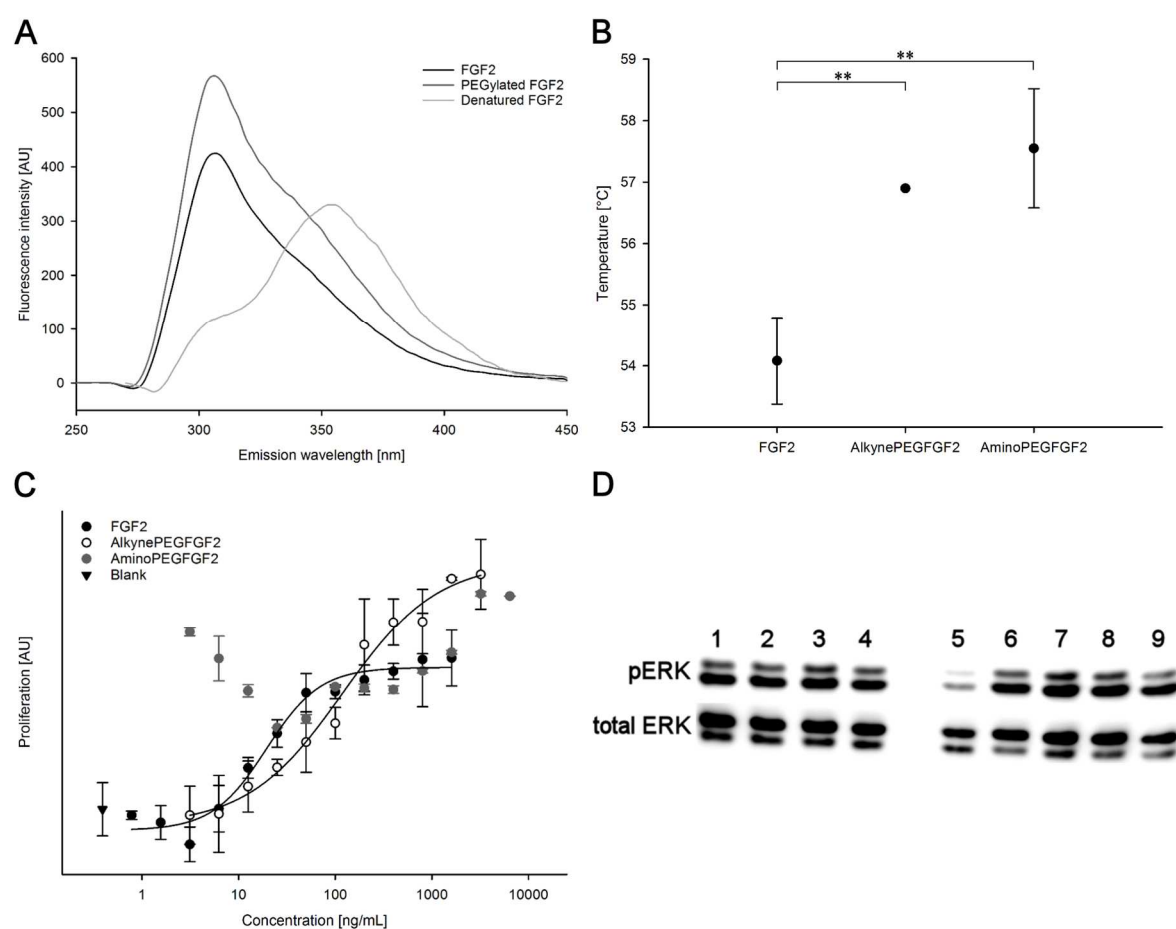 A
FGF2
PEGylated FGF2
Denatured FGF2
600
500
400
300
200
100
0
250 300 350 400 450
Fluorescence intensity [AU]
Emission wavelength [nm]
B
**
**
59
58
57
56
55
54
53
Temperature [°C]
FGF2 AlkynePEGFGF2 AminoPEGFGF2
C
FGF2
AlkynePEGFGF2
AminoPEGFGF2
Blank
Proliferation [AU]
1 10 100 1000 10000
Concentration [ng/mL]
D
1 2 3 4 5 6 7 8 9
pERK
total ERK